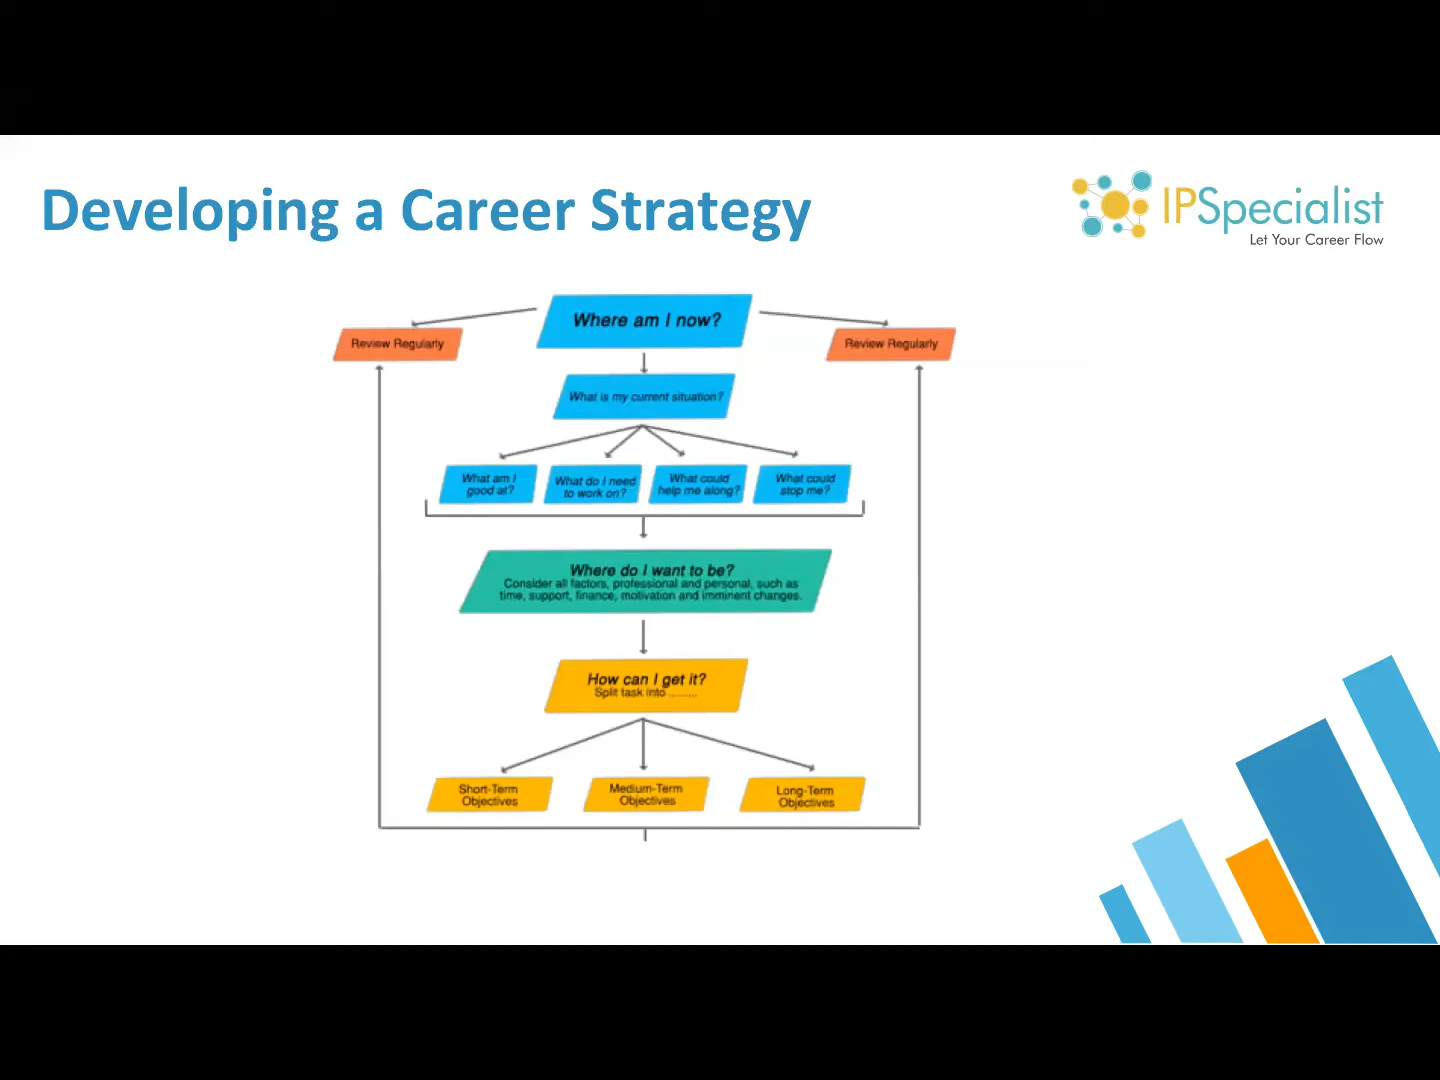 Developing a Career Strategy
IPSpecialist
Let Your Career Flow
Where am I now?
Review Regularly
Review Regularly
What is my current situation?
What am I
good at?
What do I need
to work on?
What could
help me along?
What could
stop me?
Where do I want to be?
Consider all factors, professional and personal, such as
time, support, finance, motivation and imminent changes.
How can I get it?
Split task into ........
Short-Term
Objectives
Medium-Term
Objectives
Long-Term
Objectives